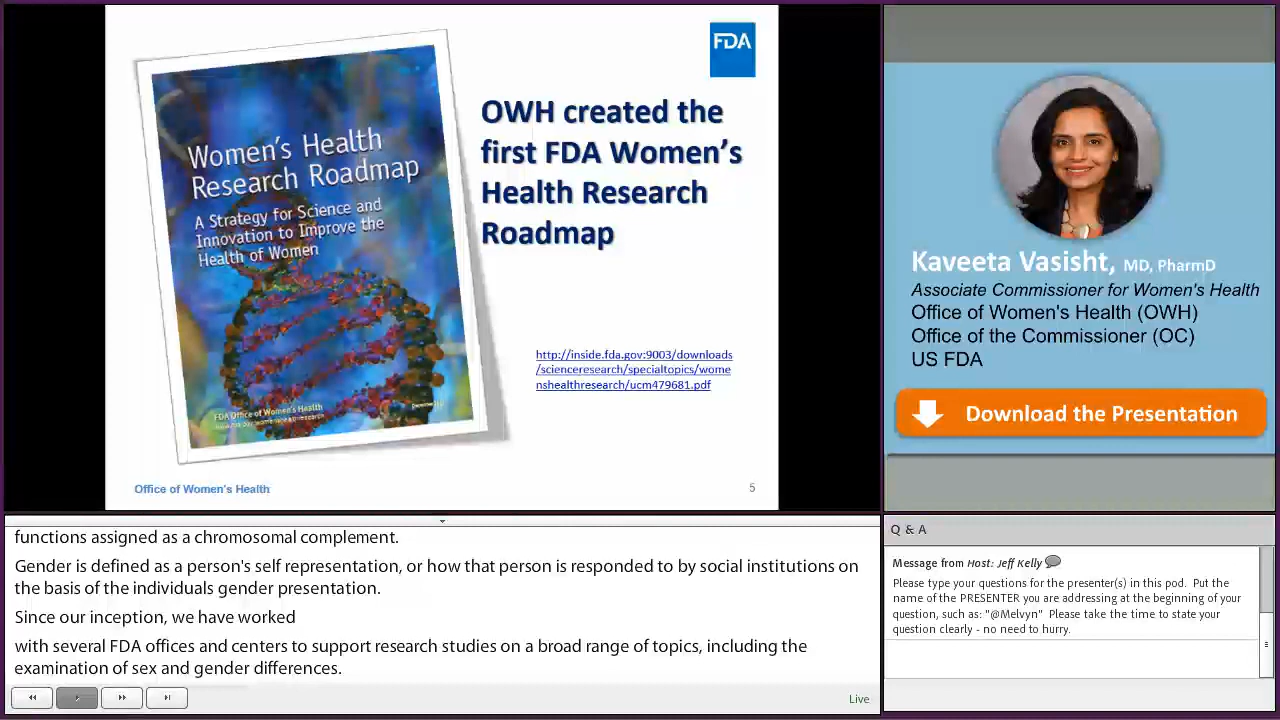 FDA
Women's Health
Research Roadmap
A Strategy for Science and
Innovation to Improve the
Health of Women
FDA Office of Women's Health
OWH created the
first FDA Women's
Health Research
Roadmap
http://inside.fda.gov:9003/downloads
/scienceresearch/specialtopics/wome
nshealthresearch/ucm479681.pdf
Office of Women's Health
5
Kaveeta Vasisht, MD, PharmD
Associate Commissioner for Women's Health
Office of Women's Health (OWH)
Office of the Commissioner (OC)
US FDA
Download the Presentation
functions assigned as a chromosomal complement.
Gender is defined as a person's self representation, or how that person is responded to by social institutions on
the basis of the individuals gender presentation.
Since our inception, we have worked
with several FDA offices and centers to support research studies on a broad range of topics, including the
examination of sex and gender differences.
Live
Q & A
Message from Host: Jeff Kelly
Please type your questions for the presenter(s) in this pod. Put the
name of the PRESENTER you are addressing at the beginning of your
question, such as: "@Melvyn" Please take the time to state your
question clearly - no need to hurry.